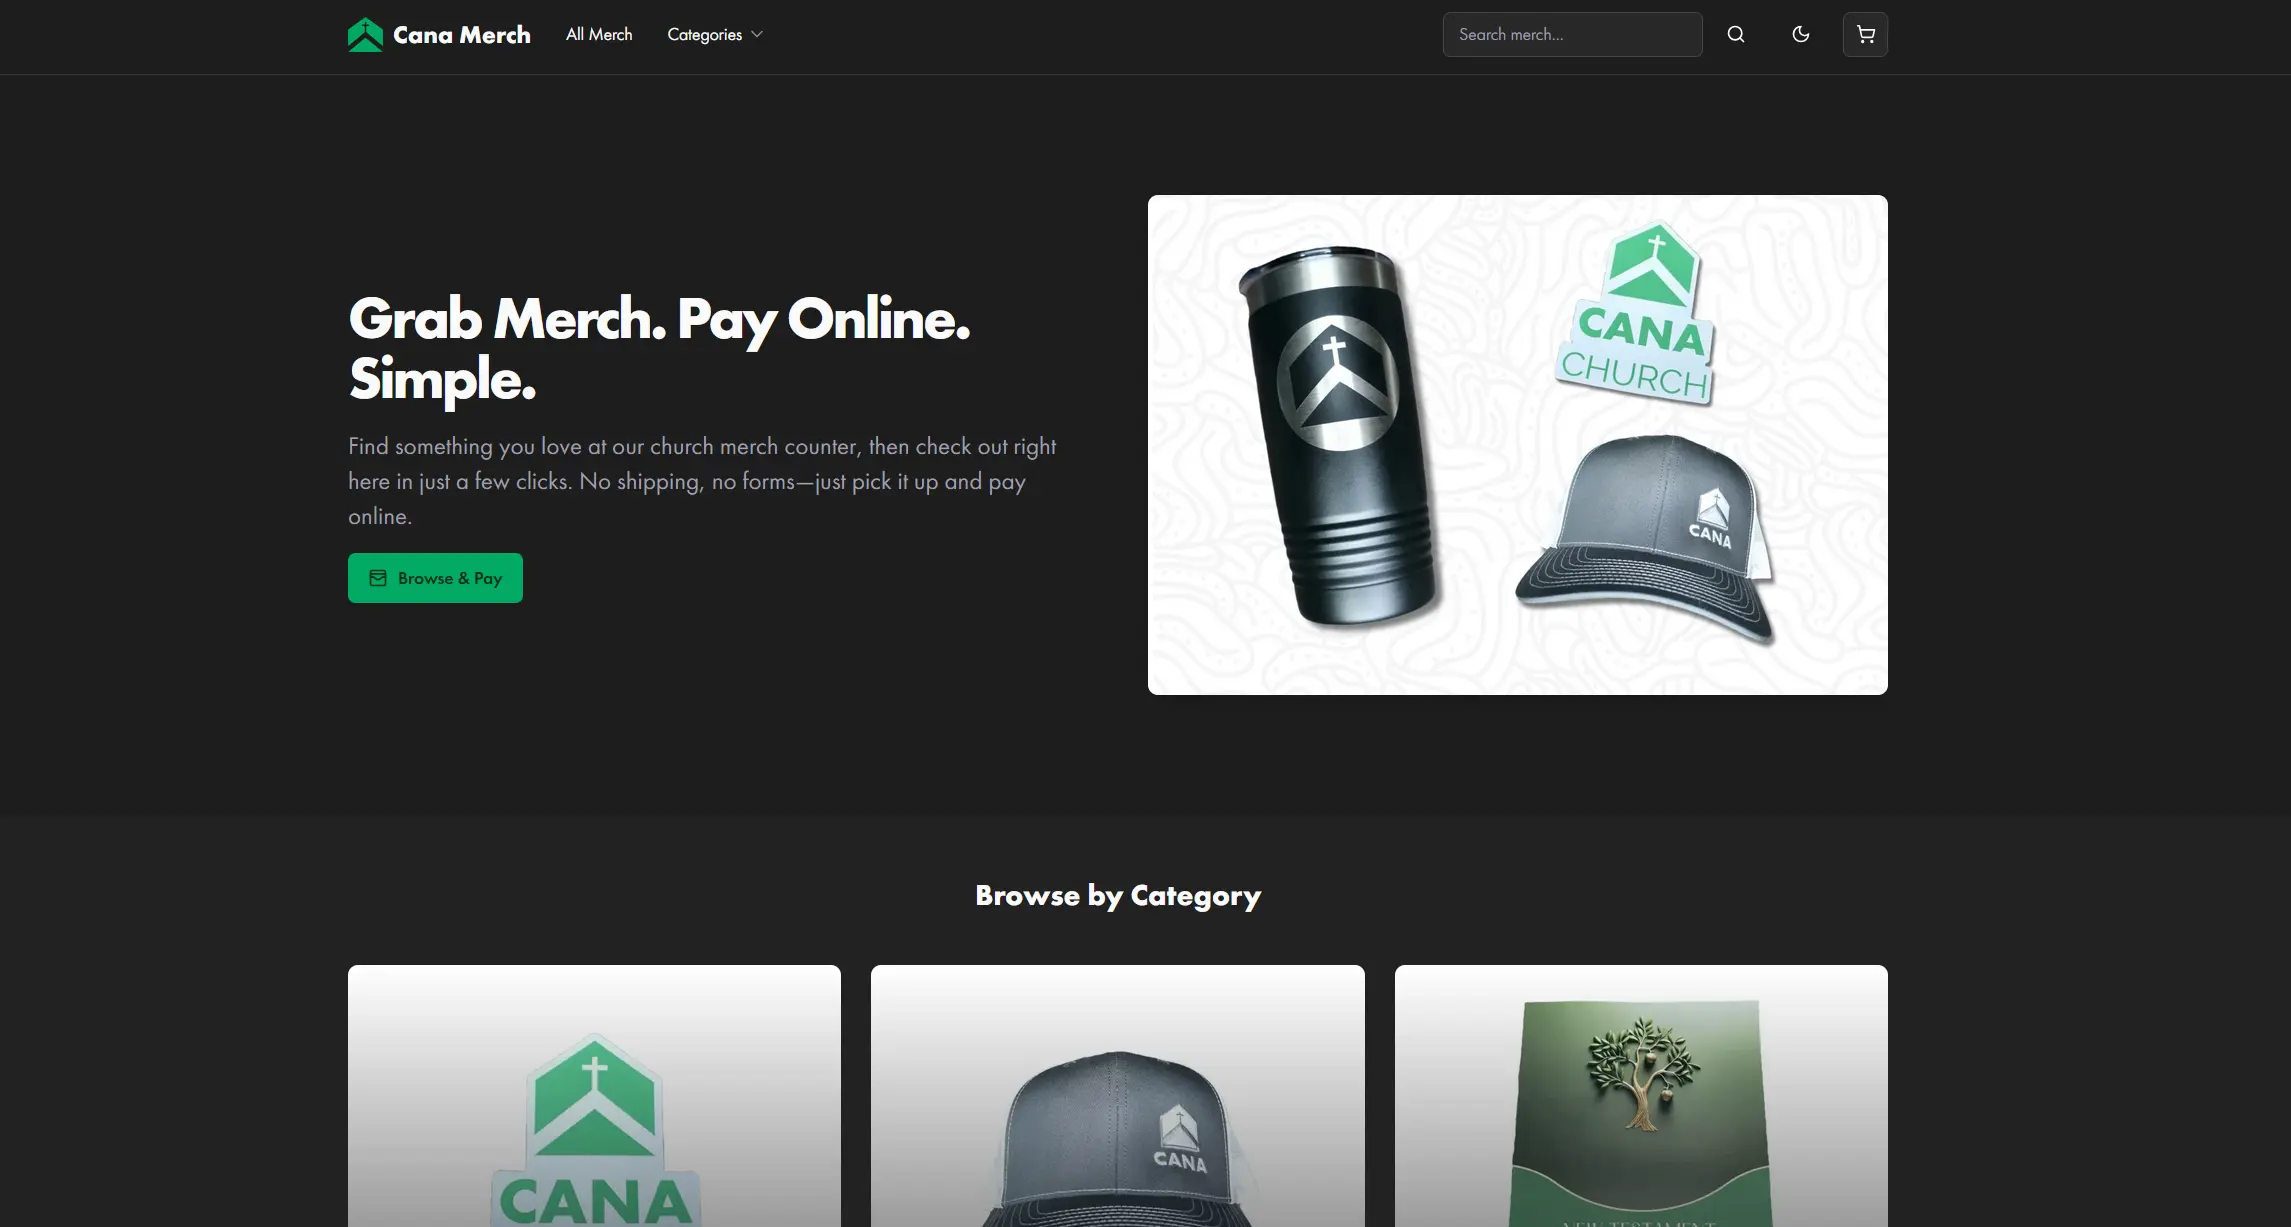 Cana Merch
All Merch
Categories
Search merch...
Grab Merch. Pay Online.
Simple.
Find something you love at our church merch counter, then check out right
here in just a few clicks. No shipping, no forms—just pick it up and pay
online.
Browse & Pay
CANA
CHURCH
CANA
Browse by Category
CANA
CANA
NEW TESTAMENT